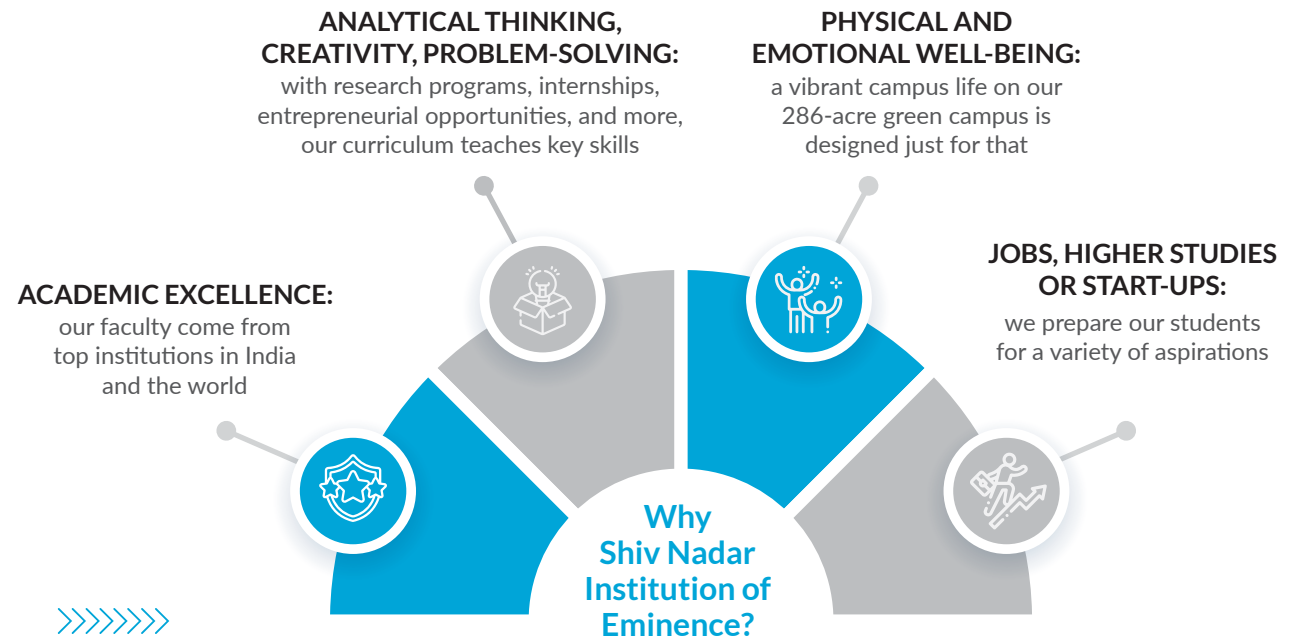 ANALYTICAL THINKING,
CREATIVITY, PROBLEM-SOLVING:
with research programs, internships,
entrepreneurial opportunities, and more,
our curriculum teaches key skills
PHYSICAL AND
EMOTIONAL WELL-BEING:
a vibrant campus life on our
286-acre green campus is
designed just for that
ACADEMIC EXCELLENCE:
our faculty come from
top institutions in India
and the world
JOBS, HIGHER STUDIES
OR START-UPS:
we prepare our students
for a variety of aspirations
Why
Shiv Nadar
Institution of
Eminence?